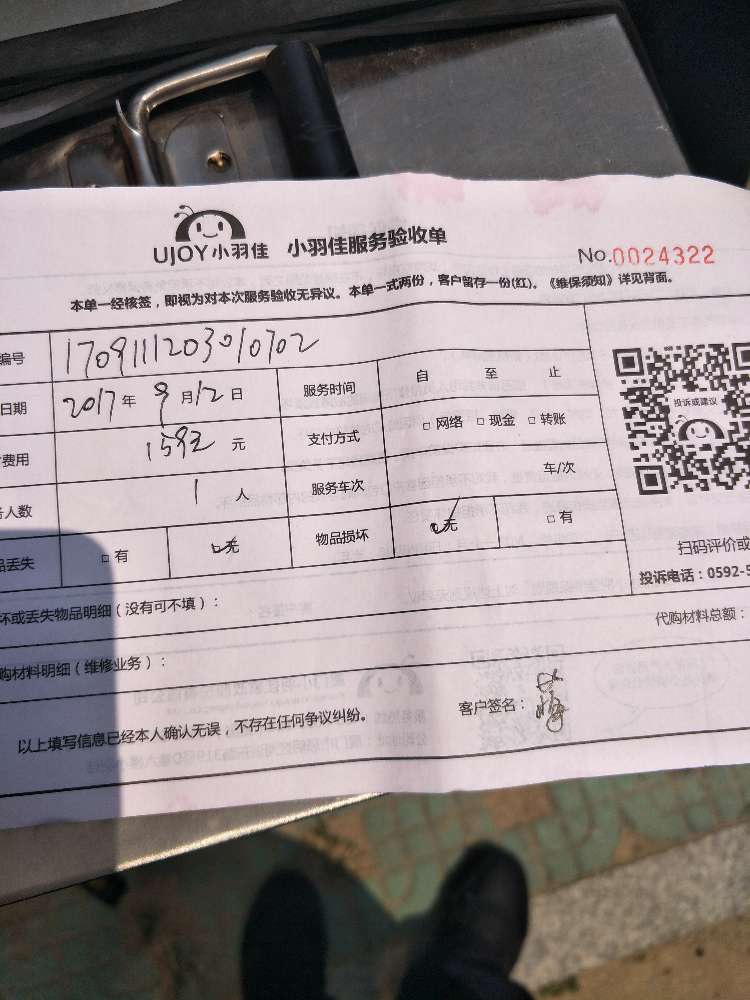 UJOY小羽佳 小羽佳服务验收单
No.0024322
本单一经核签，即视为对本次服务验收无异议。本单一式两份，客户留存一份(红)。《维保须知》详见背面。
编号 1709111203010702
日期 2017年 9月12日 服务时间 自 至 止
费用 1592 元 支付方式 □网络 □现金 □转账
人数 1 人 服务车次 车/次
品丢失 □有 ☑无 物品损坏 ☑无 □有
投诉或建议
扫码评价或
投诉电话：0592-5
坏或丢失物品明细（没有可不填）：
购材料明细（维修业务）：
代购材料总额：
以上填写信息已经本人确认无误，不存在任何争议纠纷。
客户签名：